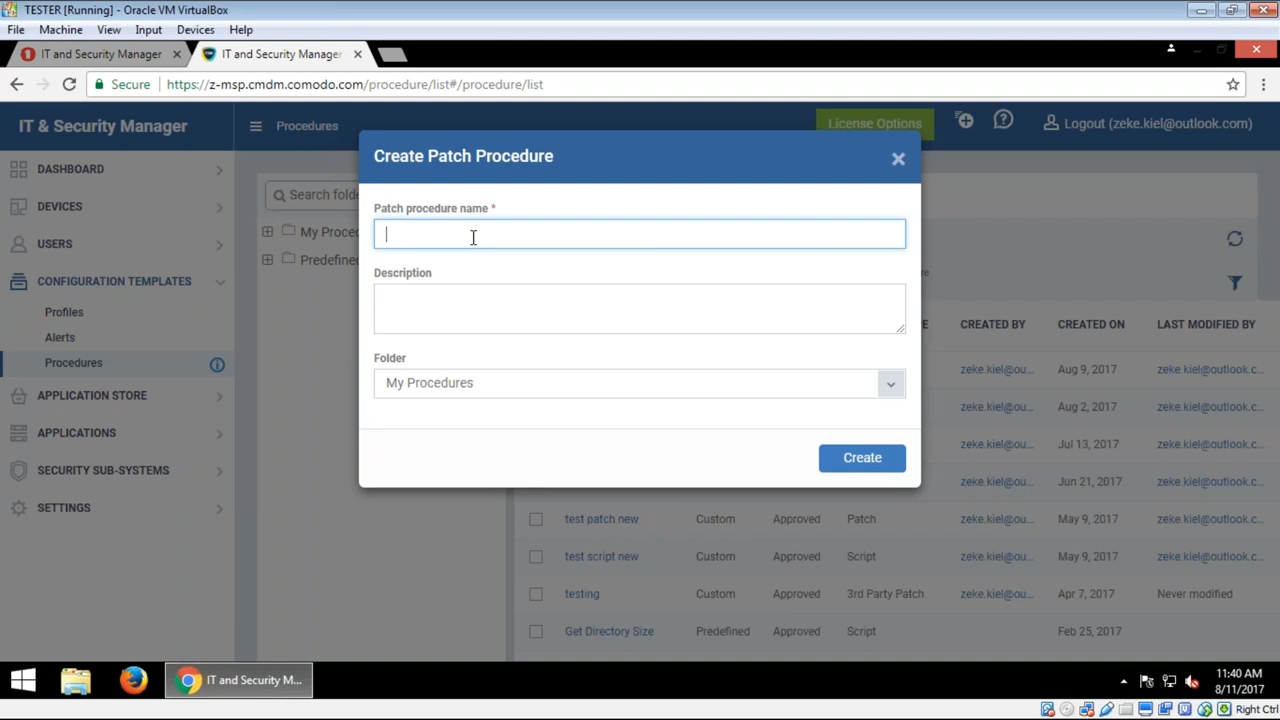 TESTER [Running] - Oracle VM VirtualBox
File Machine View Input Devices Help
IT and Security Manager
IT and Security Manager
Secure https://z-msp.cmdm.comodo.com/procedure/list#/procedure/list
IT & Security Manager
Procedures
License Options
Logout (zeke.kiel@outlook.com)
DASHBOARD
DEVICES
USERS
CONFIGURATION TEMPLATES
Profiles
Alerts
Procedures
APPLICATION STORE
APPLICATIONS
SECURITY SUB-SYSTEMS
SETTINGS
Search folde
My Proced
Predefined
Create Patch Procedure
Patch procedure name *
Description
Folder
My Procedures
Create
CREATED BY CREATED ON LAST MODIFIED BY
zeke.kiel@ou... Aug 9, 2017 zeke.kiel@outlook.c...
zeke.kiel@ou... Aug 2, 2017 zeke.kiel@outlook.c...
zeke.kiel@ou... Jul 13, 2017 zeke.kiel@outlook.c...
zeke.kiel@ou... Jun 21, 2017 zeke.kiel@outlook.c...
test patch new Custom Approved Patch zeke.kiel@ou... May 9, 2017 zeke.kiel@outlook.c...
test script new Custom Approved Script zeke.kiel@ou... May 9, 2017 zeke.kiel@outlook.c...
testing Custom Approved 3rd Party Patch zeke.kiel@ou... Apr 7, 2017 Never modified
Get Directory Size Predefined Approved Script Feb 25, 2017
IT and Security M...
11:40 AM
8/11/2017
Right Ctrl